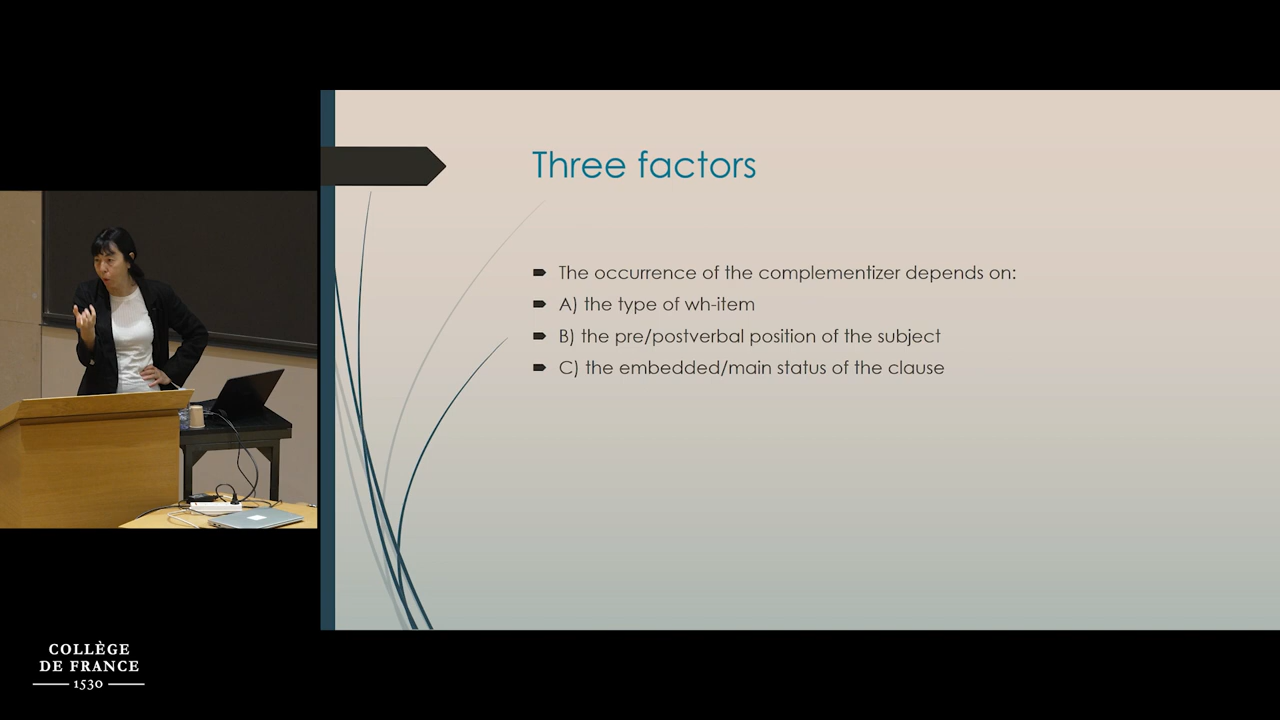 Three factors
The occurrence of the complementizer depends on:
A) the type of wh-item
B) the pre/postverbal position of the subject
C) the embedded/main status of the clause
COLLÈGE
DE FRANCE
1530